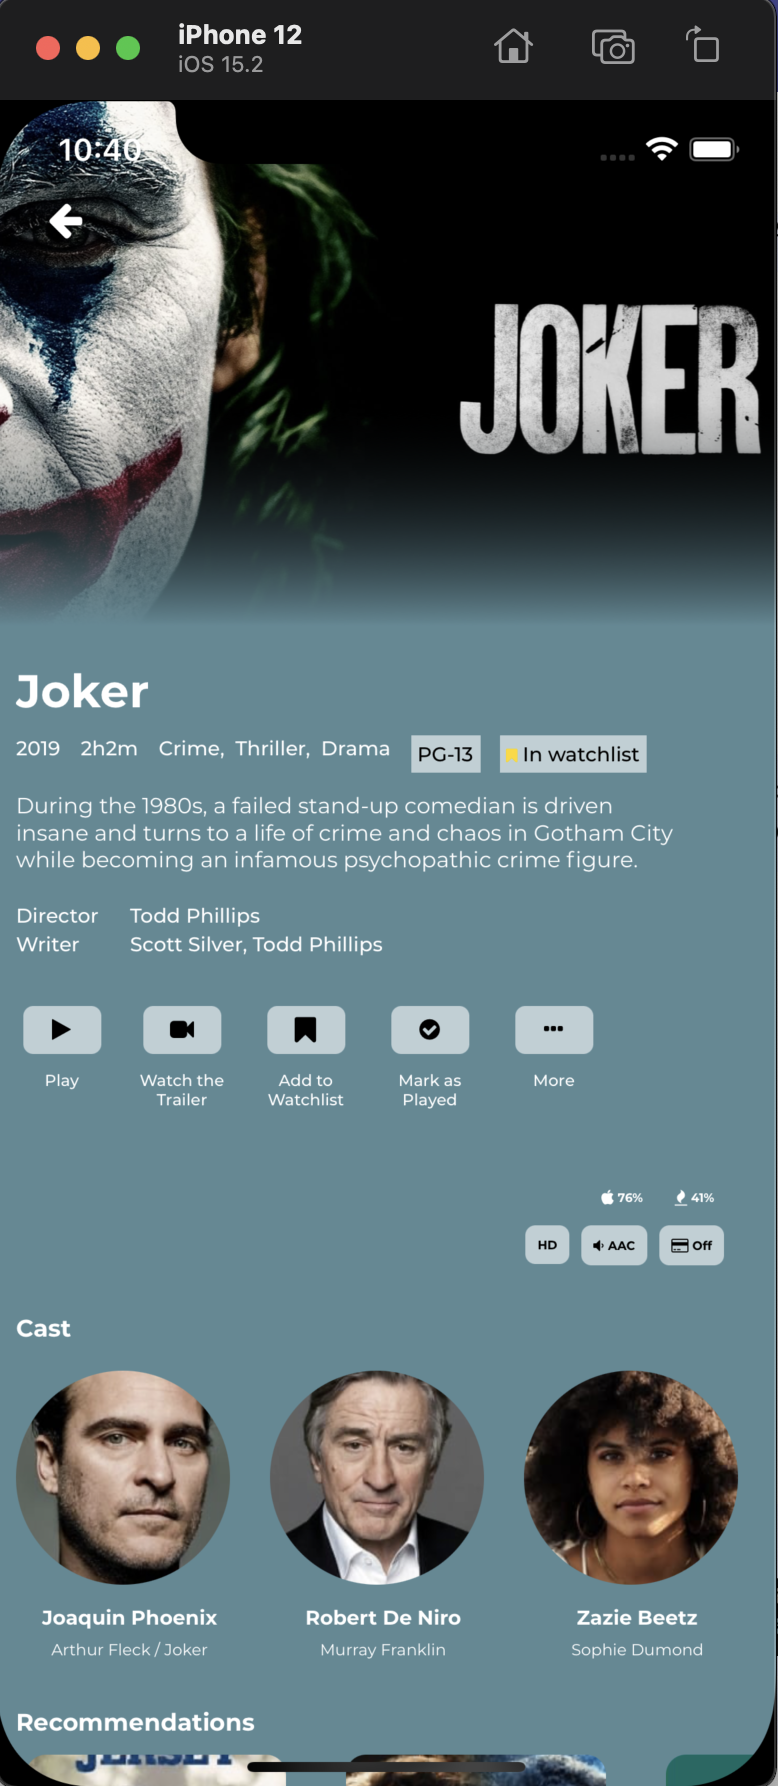 iPhone 12
iOS 15.2
10:40
JOKER
Joker
2019 2h2m Crime, Thriller, Drama PG-13 In watchlist
During the 1980s, a failed stand-up comedian is driven
insane and turns to a life of crime and chaos in Gotham City
while becoming an infamous psychopathic crime figure.
Director Todd Phillips
Writer Scott Silver, Todd Phillips
Play
Watch the
Trailer
Add to
Watchlist
Mark as
Played
More
76% 41%
HD AAC Off
Cast
Joaquin Phoenix
Arthur Fleck / Joker
Robert De Niro
Murray Franklin
Zazie Beetz
Sophie Dumond
Recommendations
JERSEY